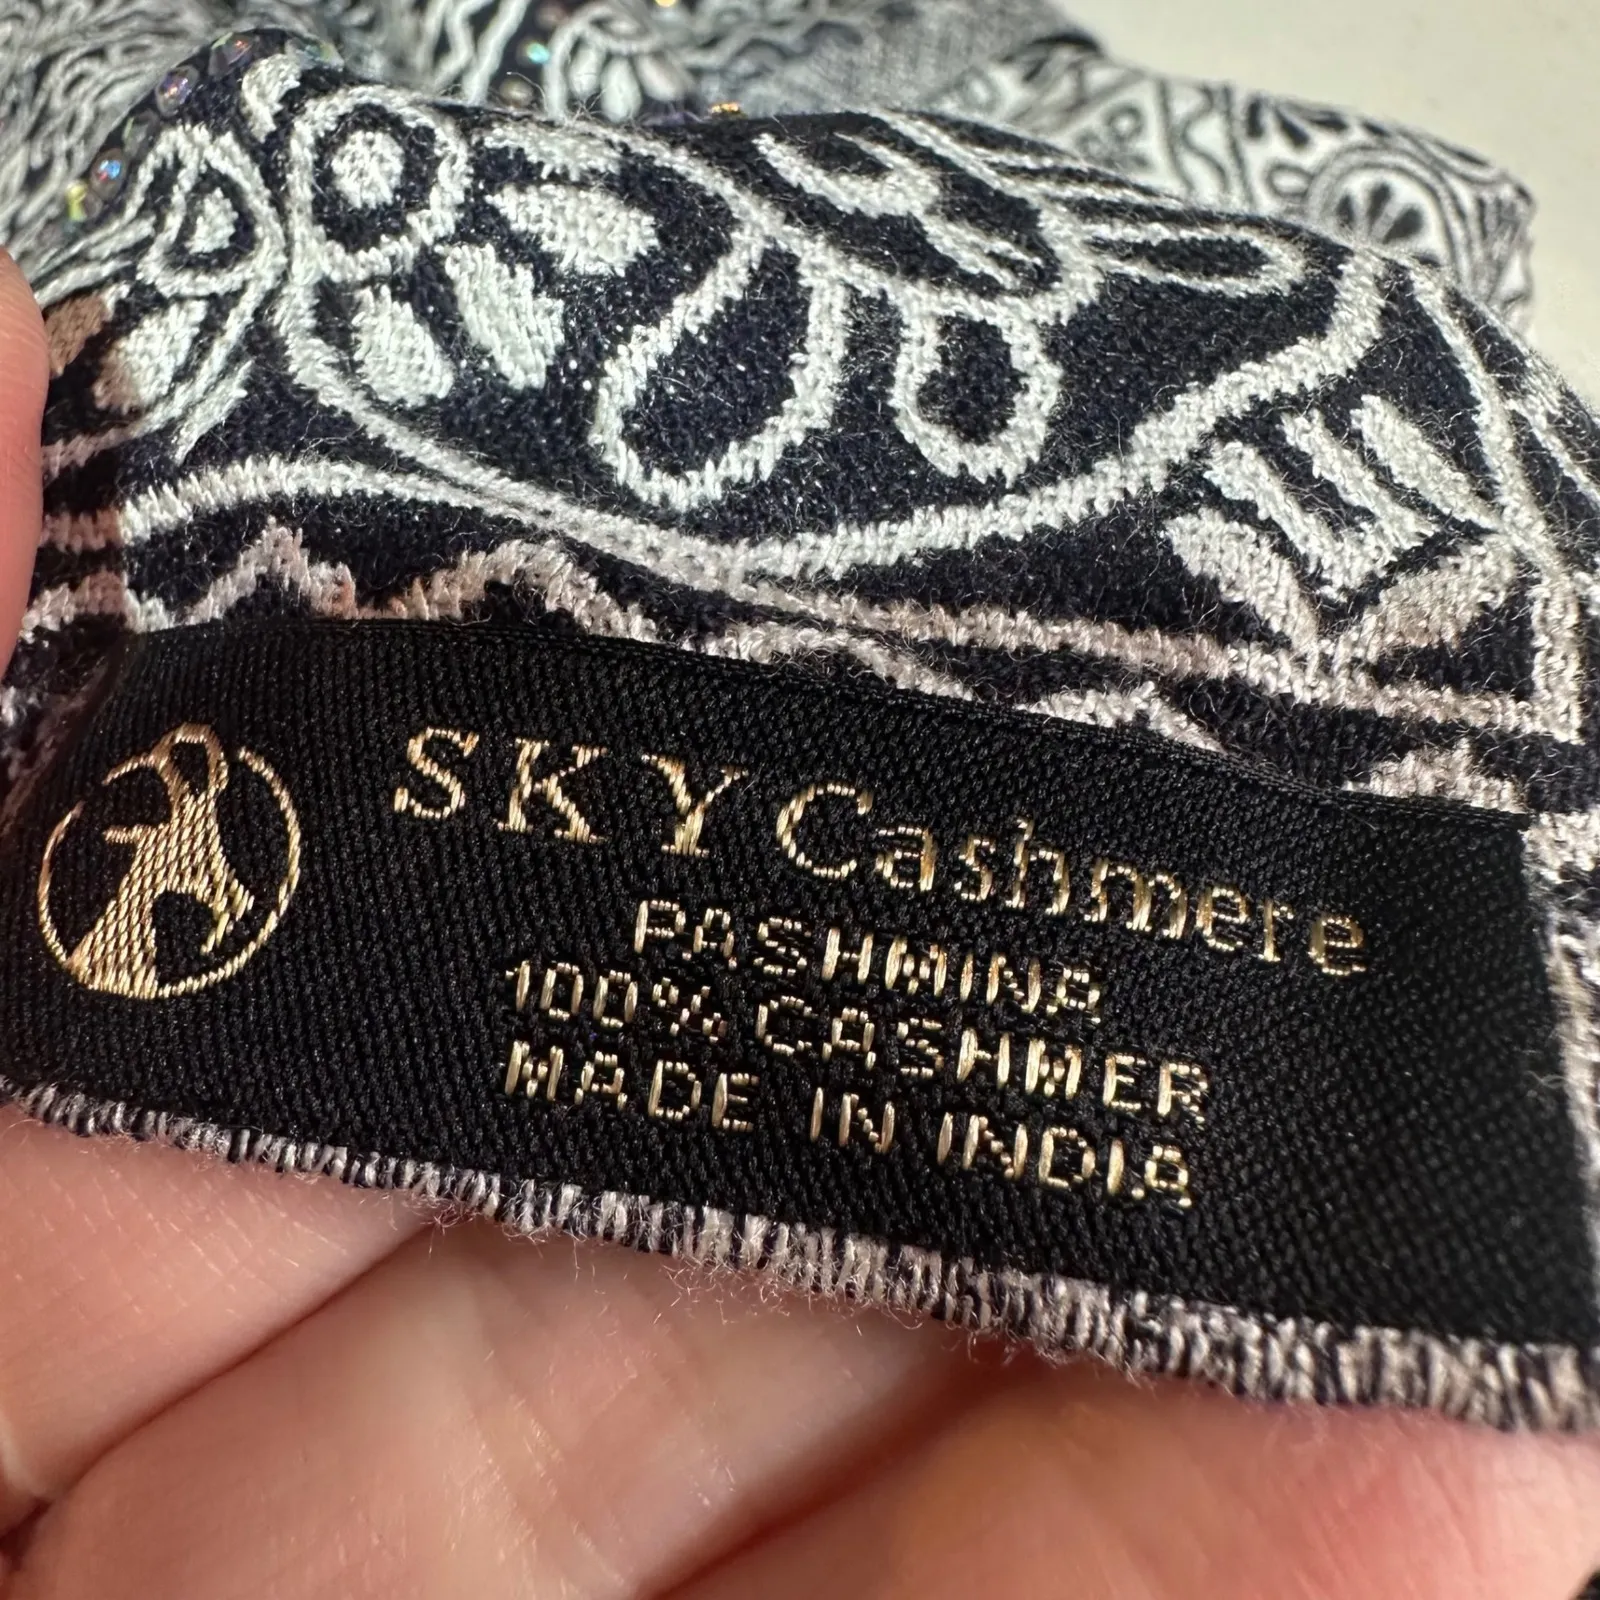 SKY Cashmere
PASHMINA
100% CASHMER
MADE IN INDIA